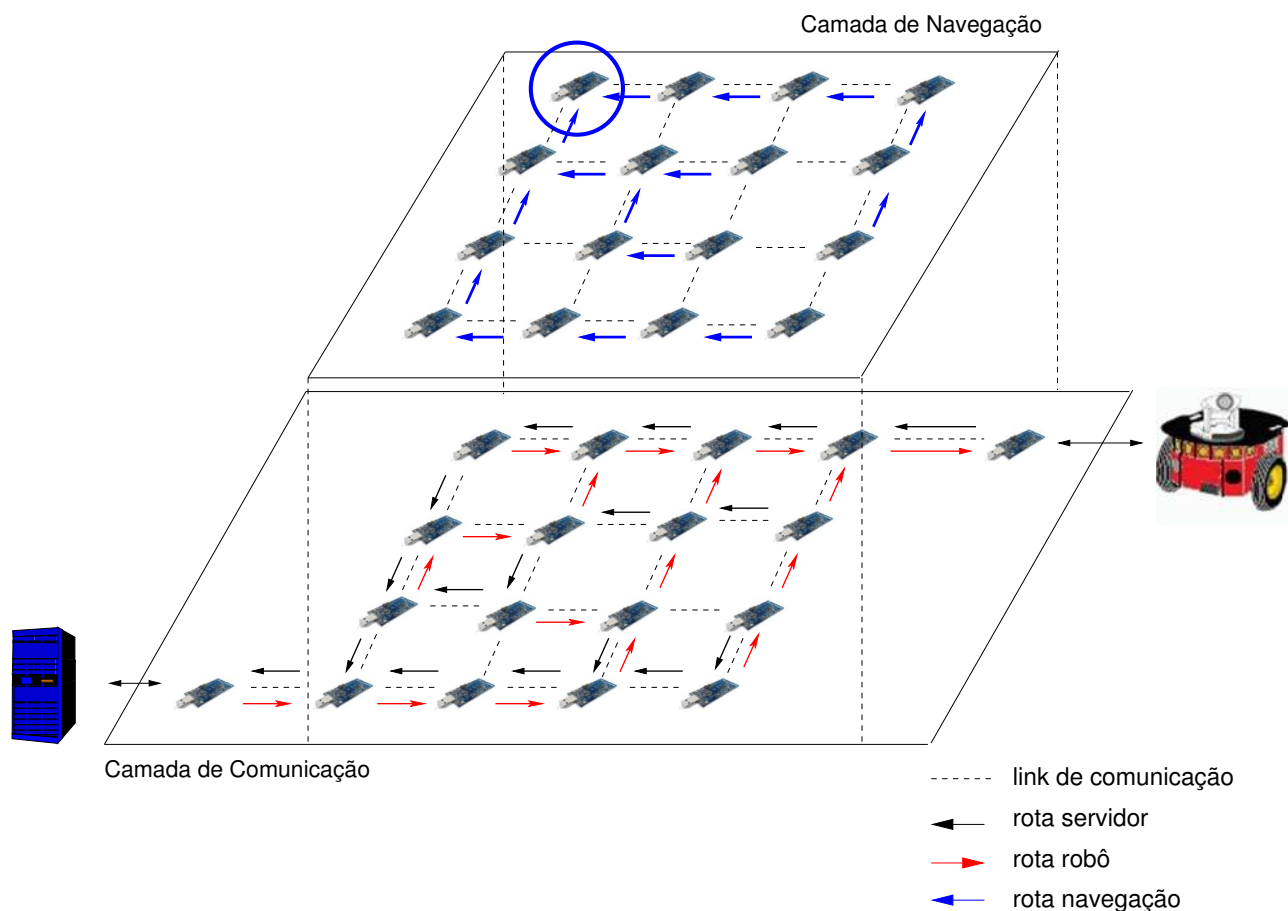 Camada de Navegação
Camada de Comunicação
link de comunicação
rota servidor
rota robô
rota navegação